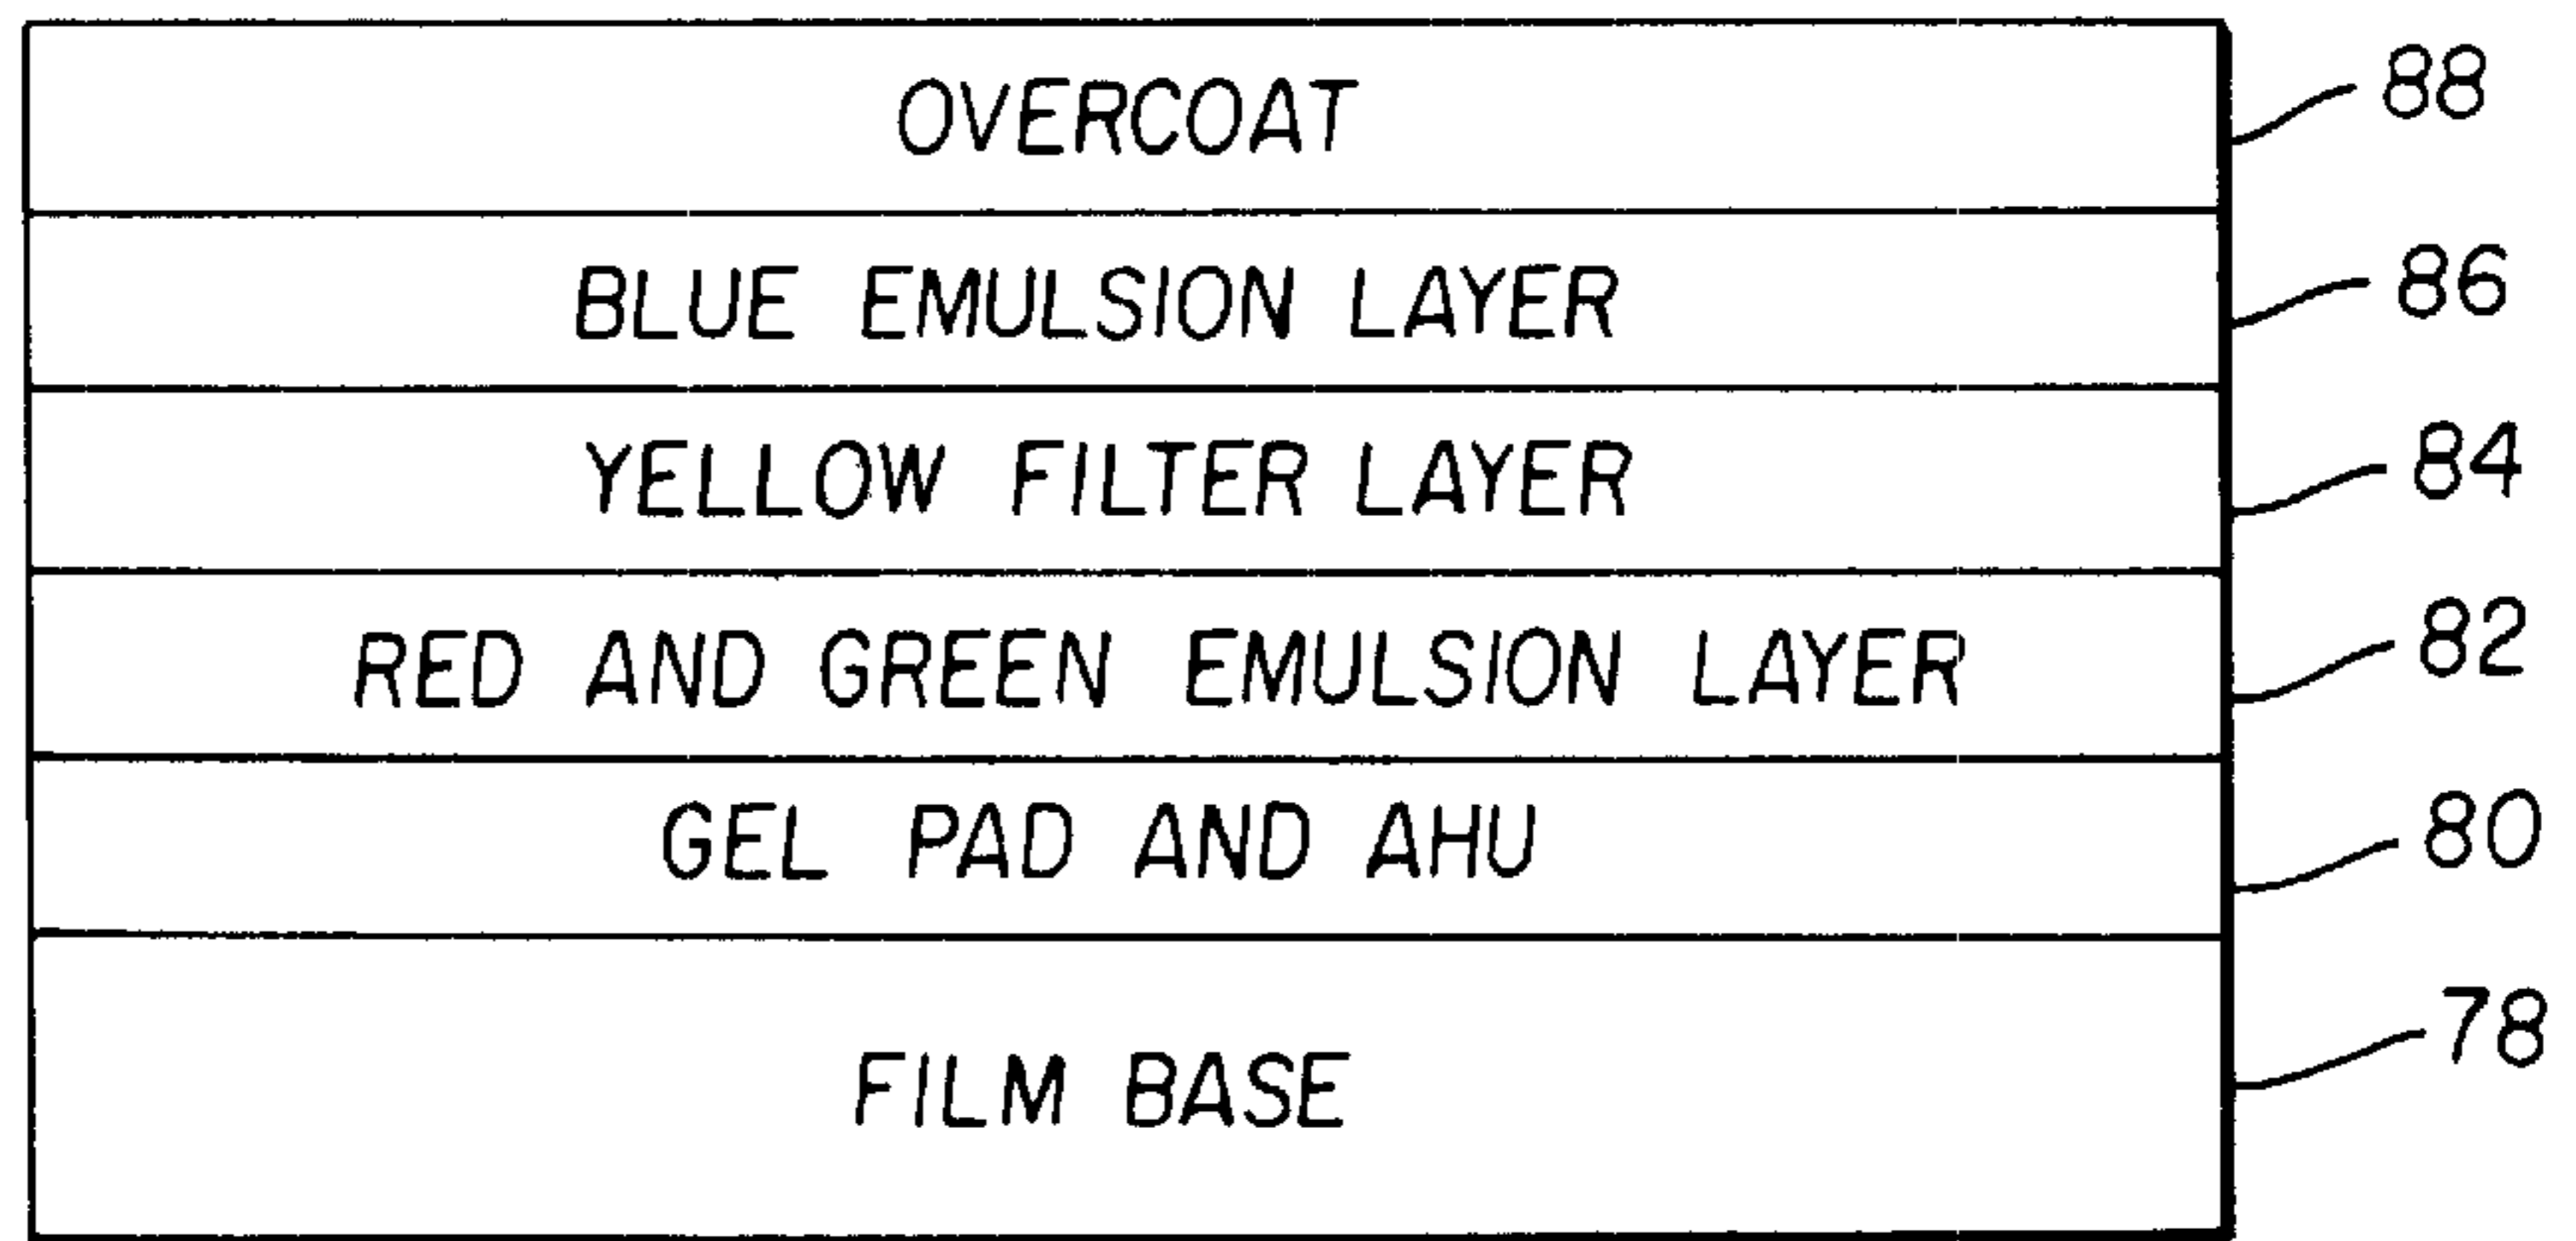 OVERCOAT 88
BLUE EMULSION LAYER 86
YELLOW FILTER LAYER 84
RED AND GREEN EMULSION LAYER 82
GEL PAD AND AHU 80
FILM BASE 78